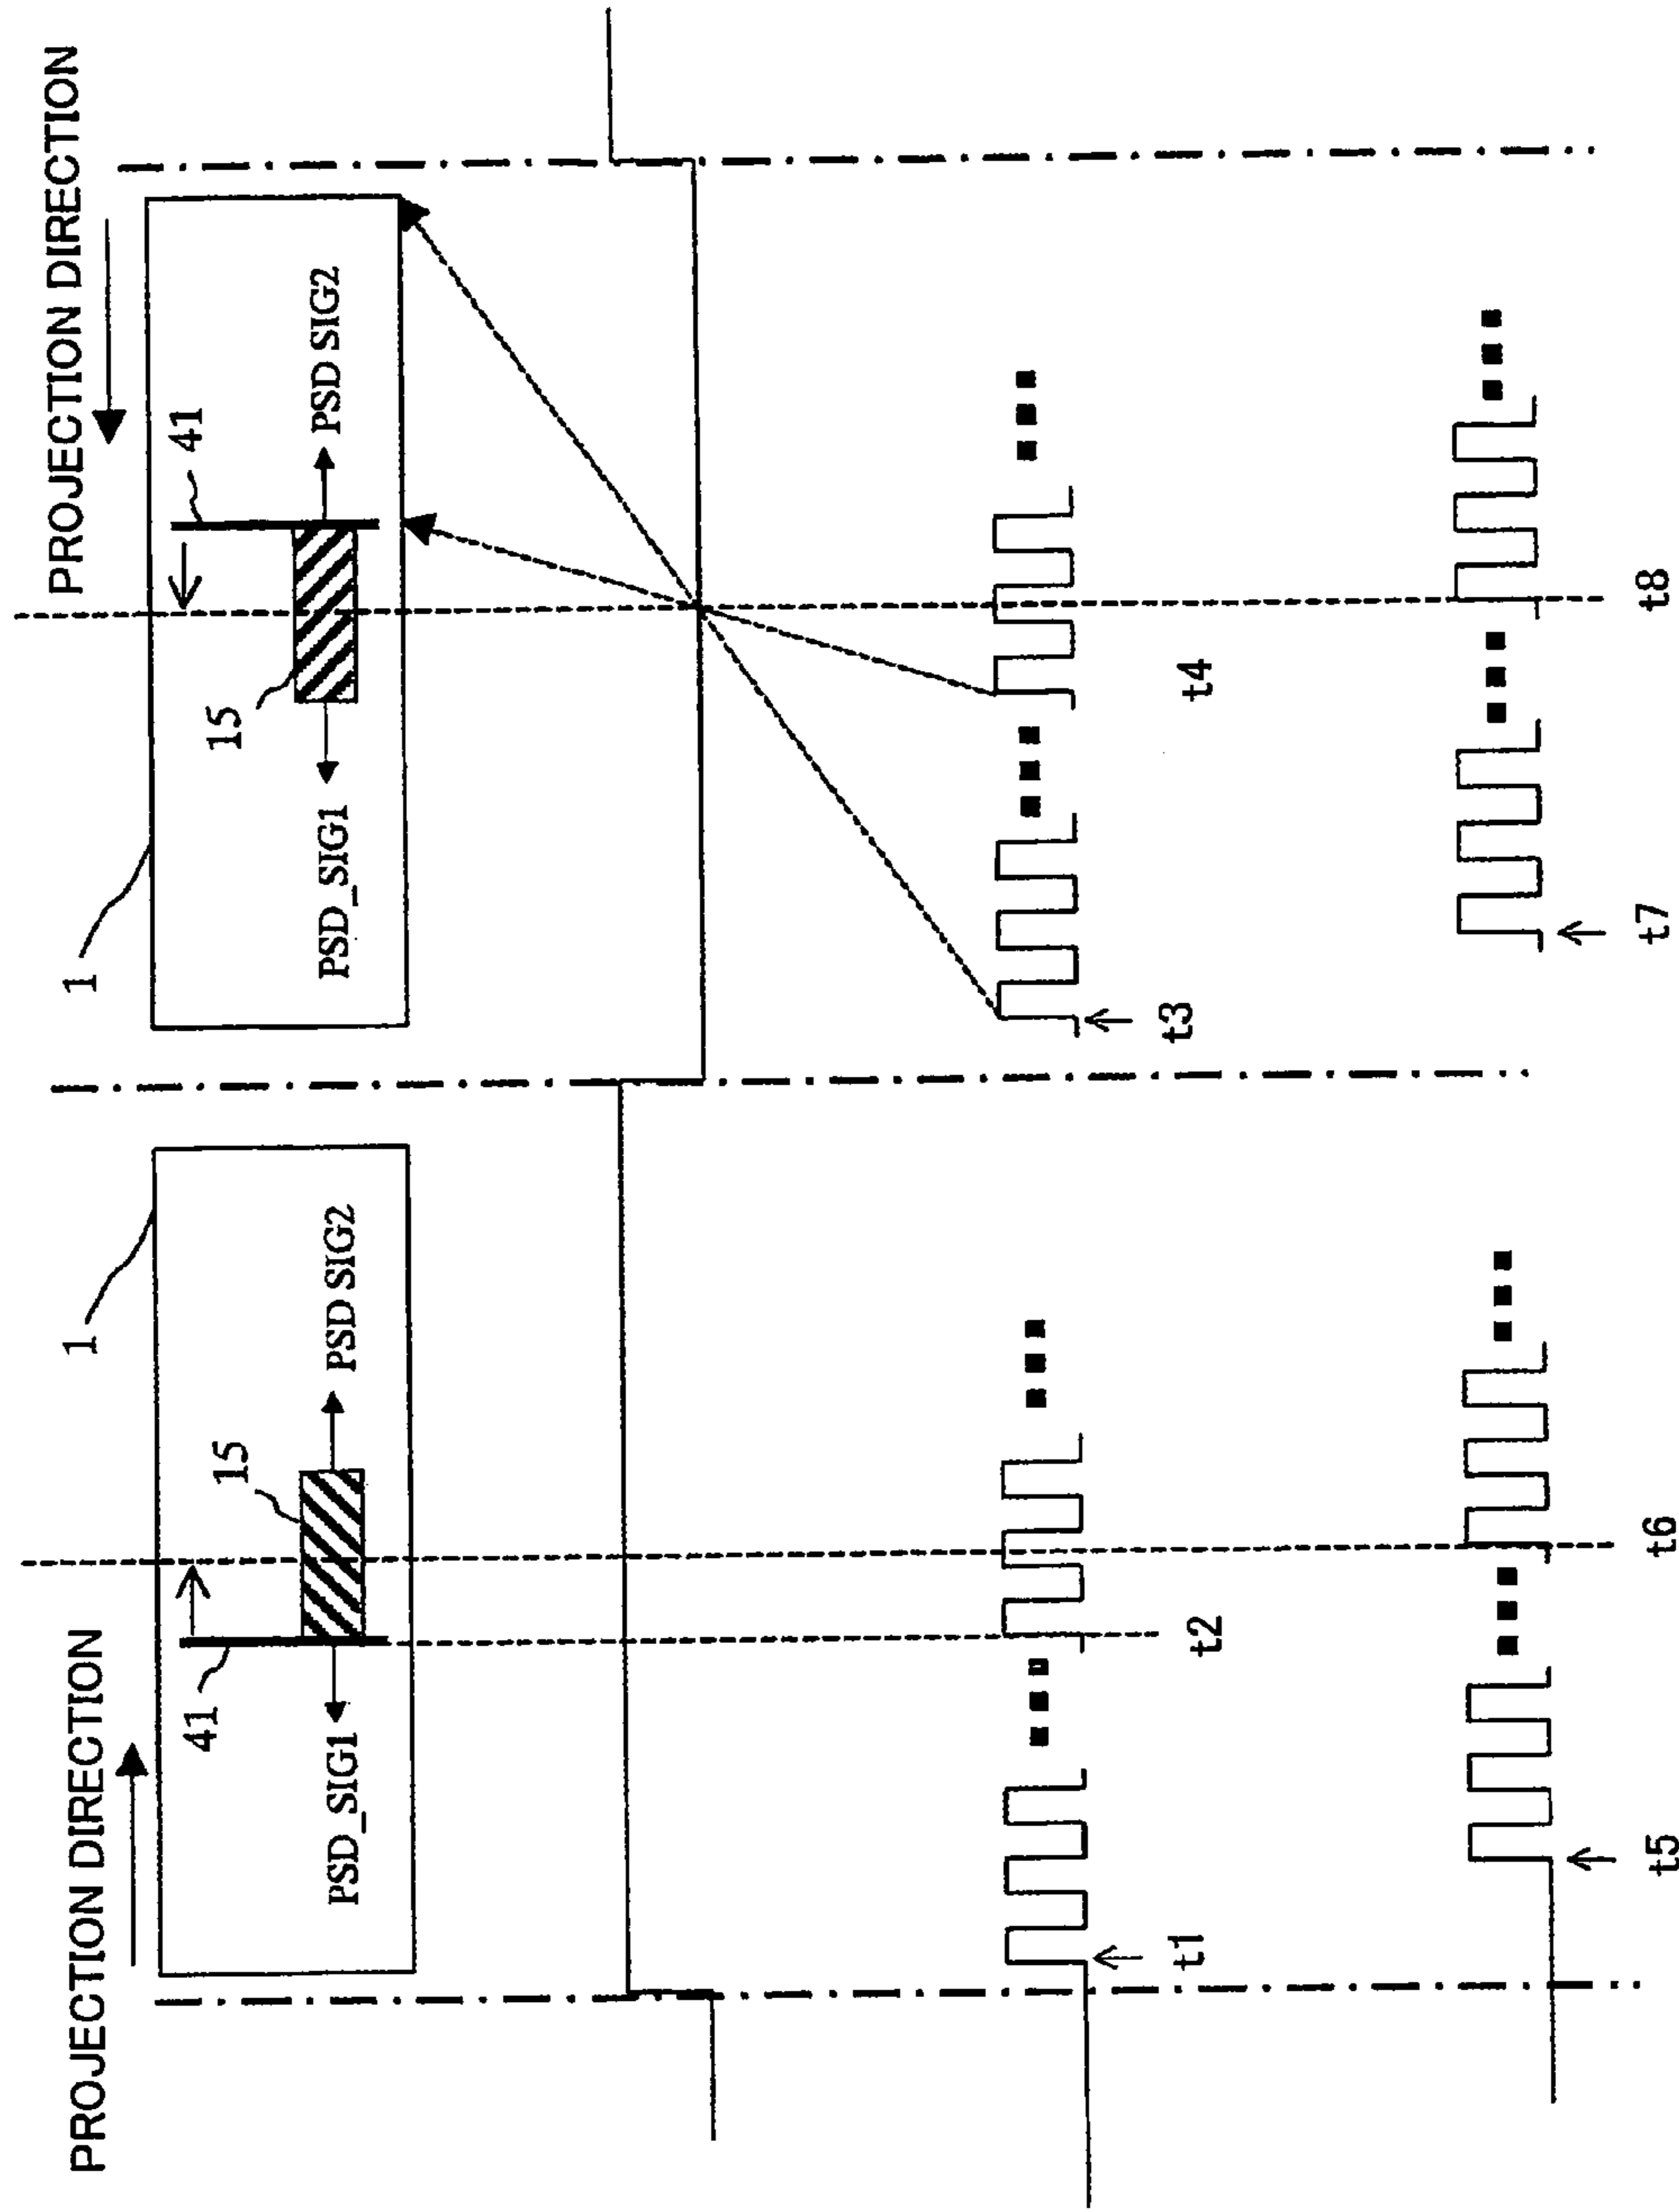 PROJECTION DIRECTION
1
41
15
PSD_SIG1
PSD SIG2
PROJECTION DIRECTION
1
41
15
PSD_SIG1
PSD SIG2
t1
t2
t3
t4
t5
t6
t7
t8